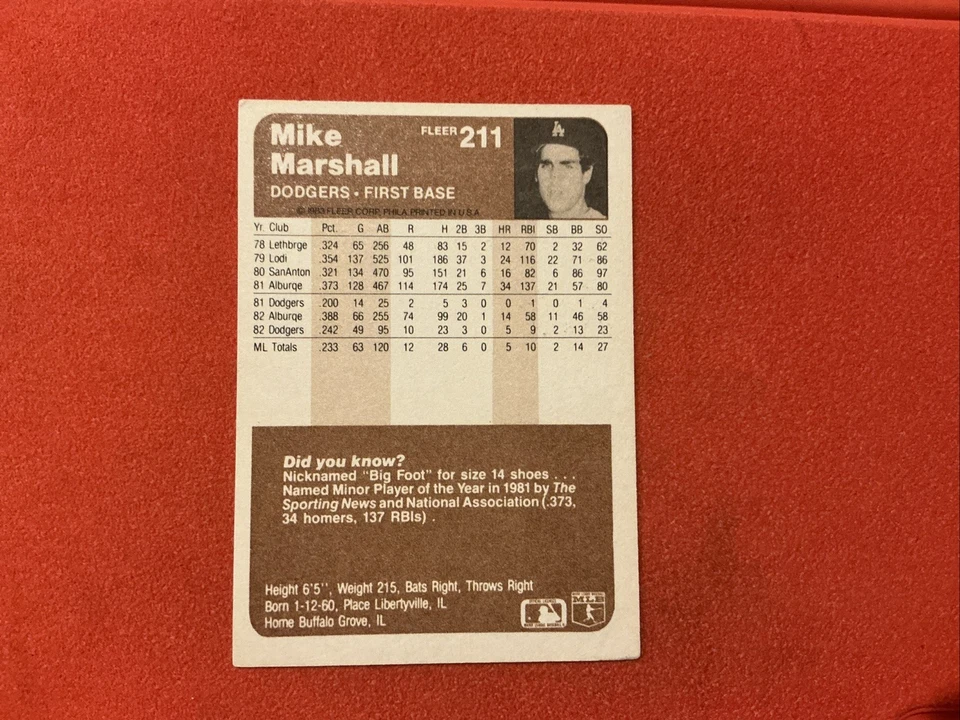 Mike
Marshall
FLEER 211
DODGERS • FIRST BASE
© 1983 FLEER CORP. PHILA. PRINTED IN U.S.A.
LA
Yr. Club Pct. G AB R H 2B 3B HR RBI SB BB SO
78 Lethbrge .324 65 256 48 83 15 2 12 70 2 32 62
79 Lodi .354 137 525 101 186 37 3 24 116 22 71 86
80 SanAnton .321 134 470 95 151 21 6 16 82 6 86 97
81 Alburqe .373 128 467 114 174 25 7 34 137 21 57 80
81 Dodgers .200 14 25 2 5 3 0 0 1 0 1 4
82 Alburqe .388 66 255 74 99 20 1 14 58 11 46 58
82 Dodgers .242 49 95 10 23 3 0 5 9 2 13 23
ML Totals .233 63 120 12 28 6 0 5 10 2 14 27
Did you know?
Nicknamed "Big Foot" for size 14 shoes . . .
Named Minor Player of the Year in 1981 by The
Sporting News and National Association (.373,
34 homers, 137 RBIs) .
Height 6'5'', Weight 215, Bats Right, Throws Right
Born 1-12-60, Place Libertyville, IL
Home Buffalo Grove, IL